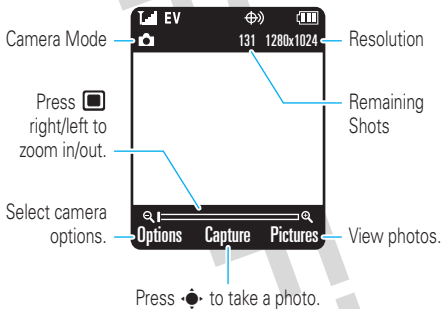 EV
Camera Mode
131 1280x1024
Resolution
Remaining
Shots
Press
right/left to
zoom in/out.
Select camera
options.
Options Capture Pictures
View photos.
Press to take a photo.